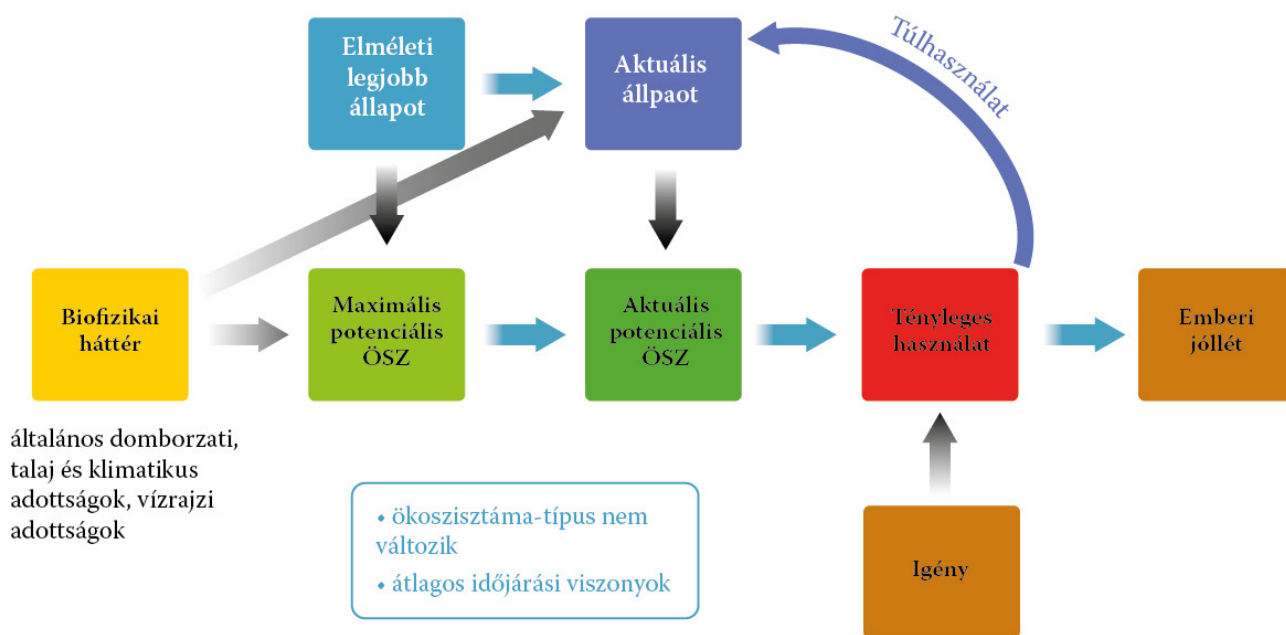 Elméleti
legjobb
állapot
Aktuális
állpaot
Túlhasználat
Biofizikai
háttér
Maximális
potenciális
ÖSZ
Aktuális
potenciális
ÖSZ
Tényleges
használat
Emberi
jóllét
általános domborzati,
talaj és klimatikus
adottságok, vízrajzi
adottságok
• ökoszisztáma-típus nem
változik
• átlagos időjárási viszonyok
Igény